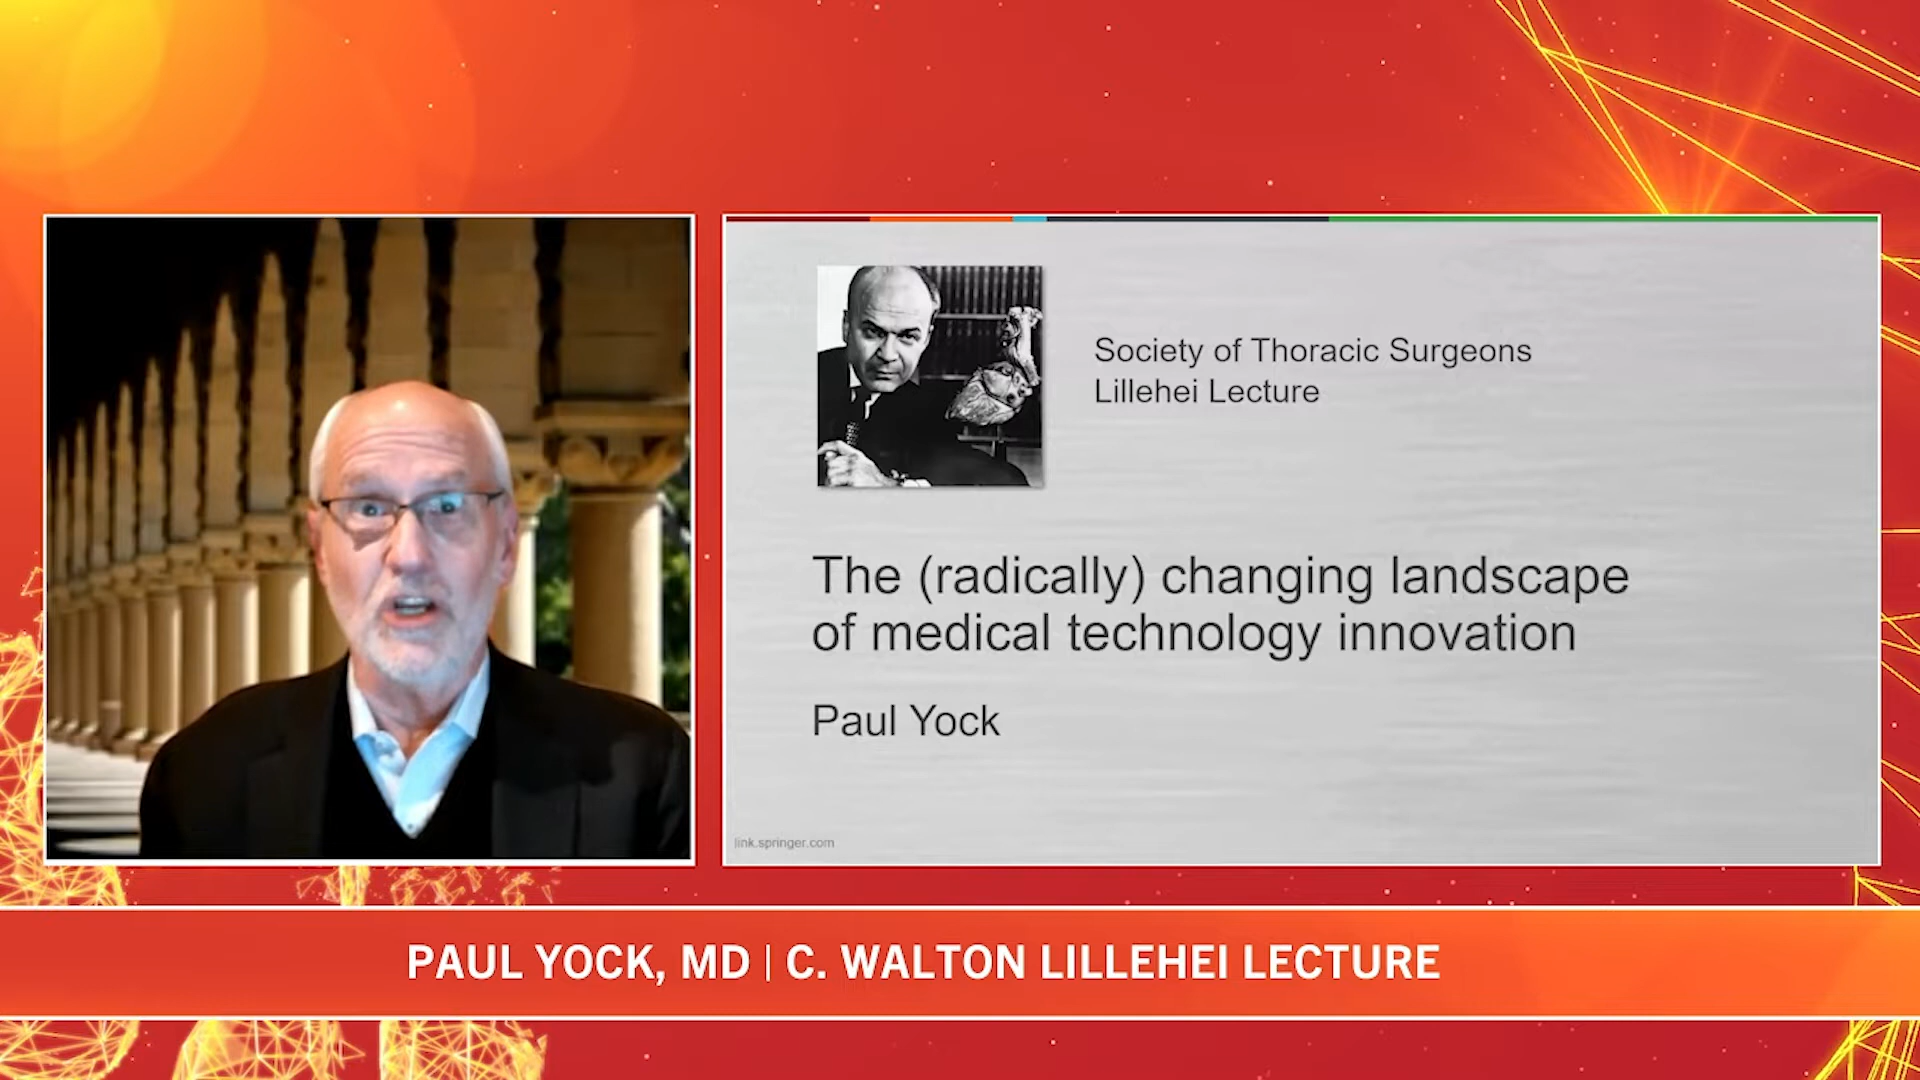 Society of Thoracic Surgeons
Lillehei Lecture
The (radically) changing landscape
of medical technology innovation
Paul Yock
link.springer.com
PAUL YOCK, MD | C. WALTON LILLEHEI LECTURE